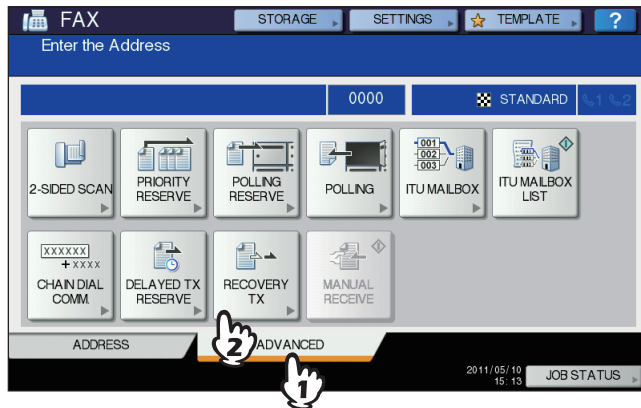 FAX
STORAGE
SETTINGS
TEMPLATE
?
Enter the Address
0000
STANDARD
1
2
2-SIDED SCAN
PRIORITY
RESERVE
POLLING
RESERVE
POLLING
001
002
003
ITU MAILBOX
ITU MAILBOX
LIST
XXXXXX
+ XXXX
CHAIN DIAL
COMM.
DELAYED TX
RESERVE
RECOVERY
TX
MANUAL
RECEIVE
2
ADDRESS
ADVANCED
1
2011/05/10
15:13
JOB STATUS